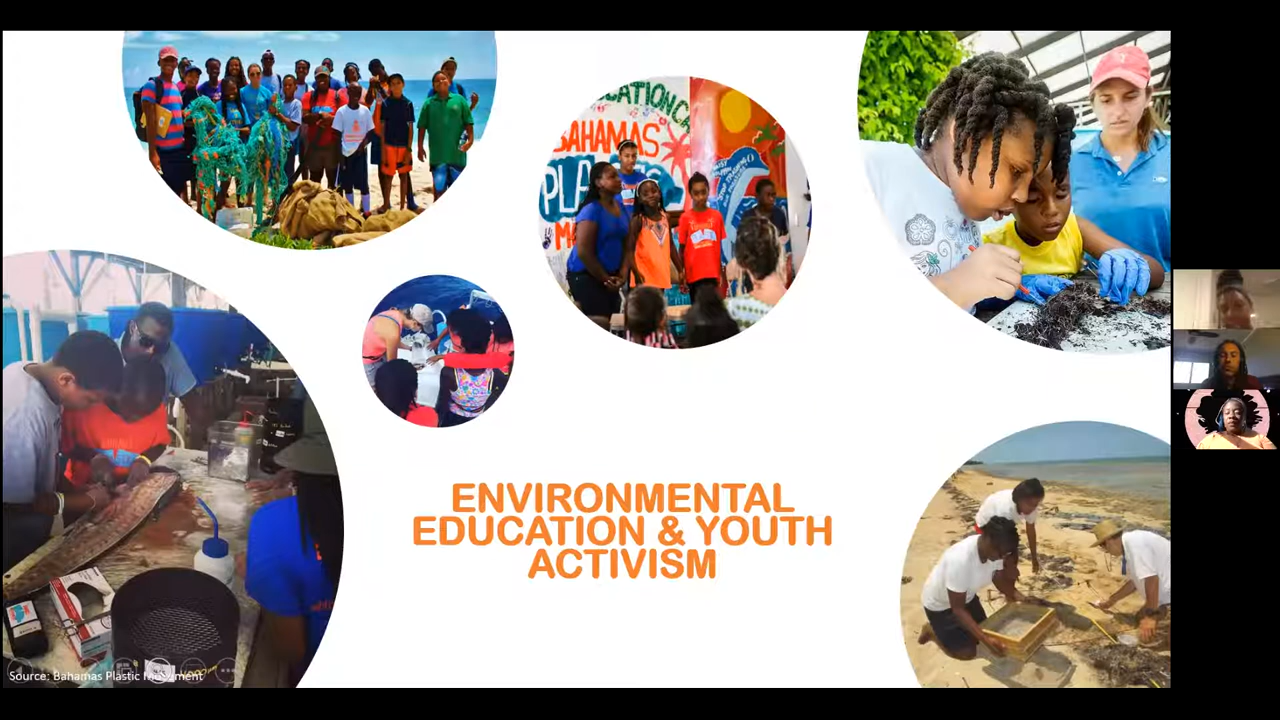 BAHAMAS
ENVIRONMENTAL
EDUCATION & YOUTH
ACTIVISM
Source: Bahamas Plastic Movement